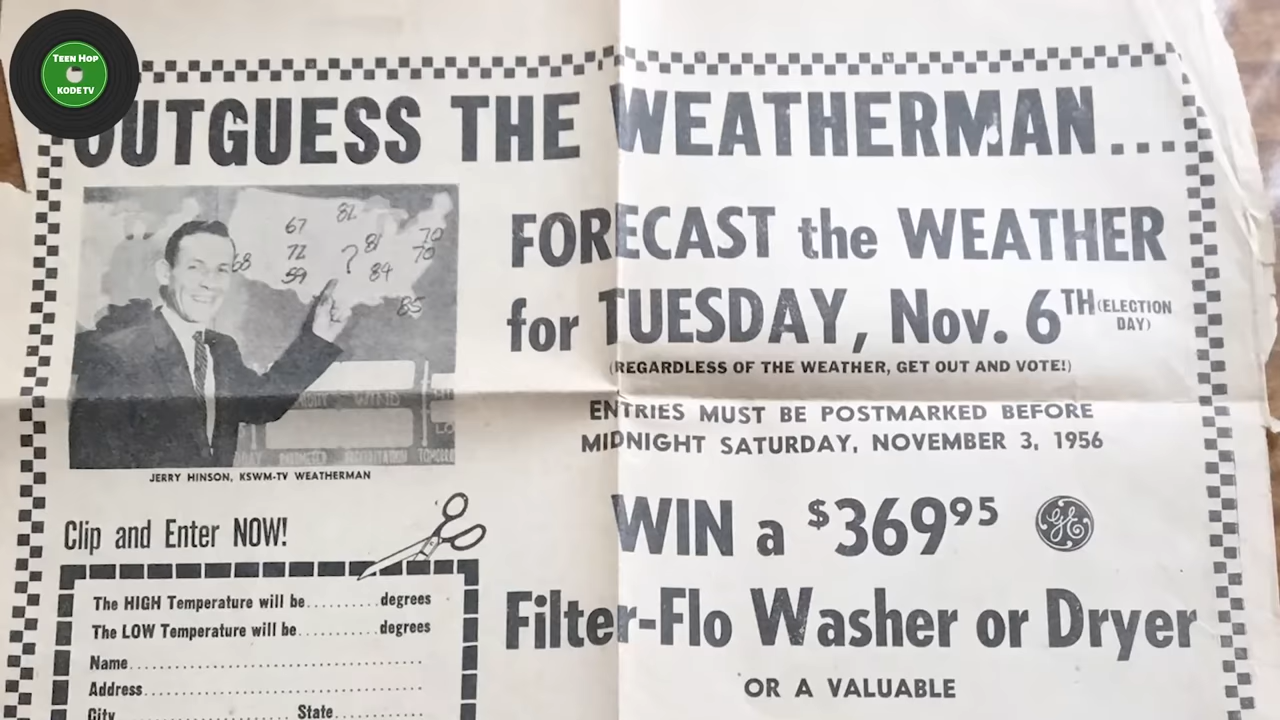 TEEN HOP
KODE TV
OUTGUESS THE WEATHERMAN...
67
81
81
70
68
72
?
70
59
84
85
WIND
JERRY HINSON, KSWM-TV WEATHERMAN
FORECAST the WEATHER
for TUESDAY, Nov. 6TH (ELECTION
DAY)
(REGARDLESS OF THE WEATHER, GET OUT AND VOTE!)
ENTRIES MUST BE POSTMARKED BEFORE
MIDNIGHT SATURDAY, NOVEMBER 3, 1956
WIN a $36995 GE
Filter-Flo Washer or Dryer
OR A VALUABLE
Clip and Enter NOW!
The HIGH Temperature will be..........degrees
The LOW Temperature will be..........degrees
Name
Address
City State